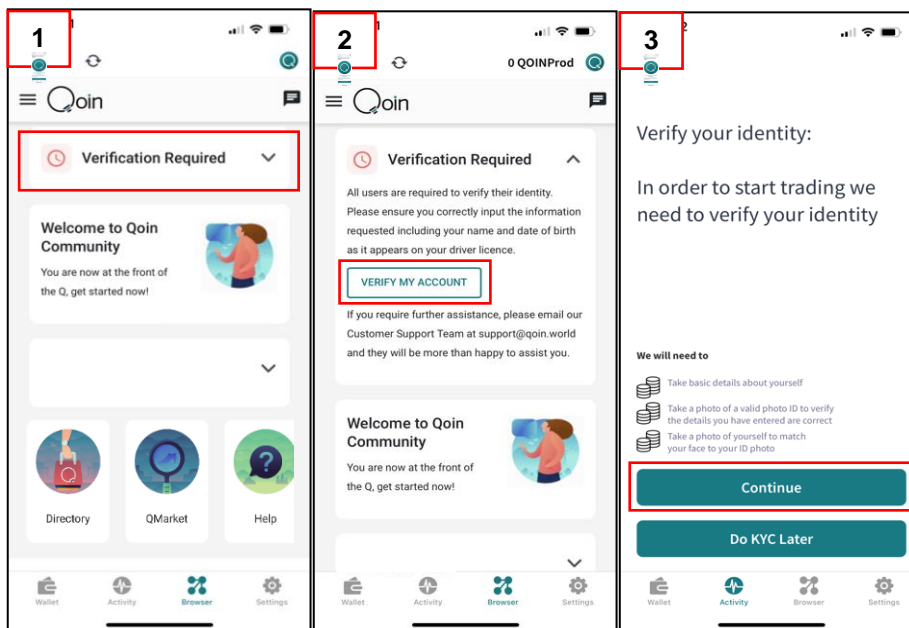 1
Qoin
Verification Required
Welcome to Qoin
Community
You are now at the front of
the Q, get started now!
Directory
QMarket
Help
Wallet
Activity
Browser
Settings
2
0 QOINProd
Qoin
Verification Required
All users are required to verify their identity.
Please ensure you correctly input the information
requested including your name and date of birth
as it appears on your driver licence.
VERIFY MY ACCOUNT
If you require further assistance, please email our
Customer Support Team at support@qoin.world
and they will be more than happy to assist you.
Welcome to Qoin
Community
You are now at the front of
the Q, get started now!
Wallet
Activity
Browser
Settings
3
Verify your identity:
In order to start trading we
need to verify your identity
We will need to
Take basic details about yourself
Take a photo of a valid photo ID to verify
the details you have entered are correct
Take a photo of yourself to match
your face to your ID photo
Continue
Do KYC Later
Wallet
Activity
Browser
Settings